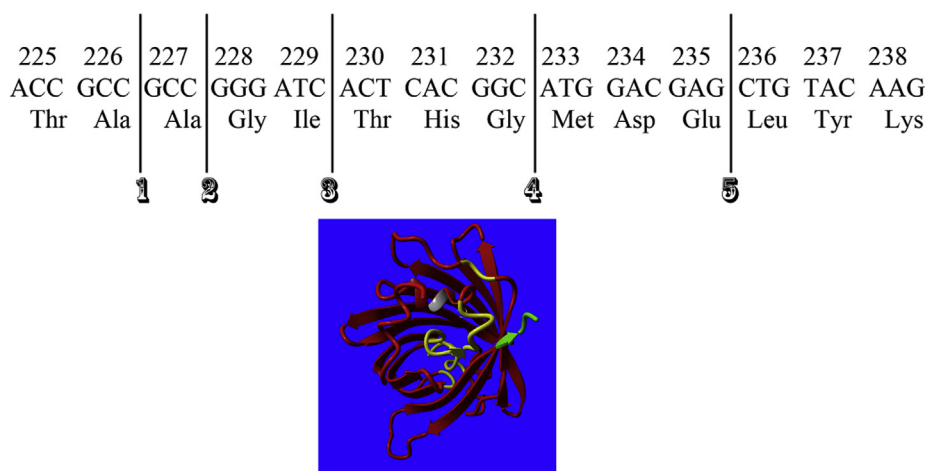 225 226 227 228 229 230 231 232 233 234 235 236 237 238
ACC GCC GCC GGG ATC ACT CAC GGC ATG GAC GAG CTG TAC AAG
Thr Ala Ala Gly Ile Thr His Gly Met Asp Glu Leu Tyr Lys
1 2 3 4 5